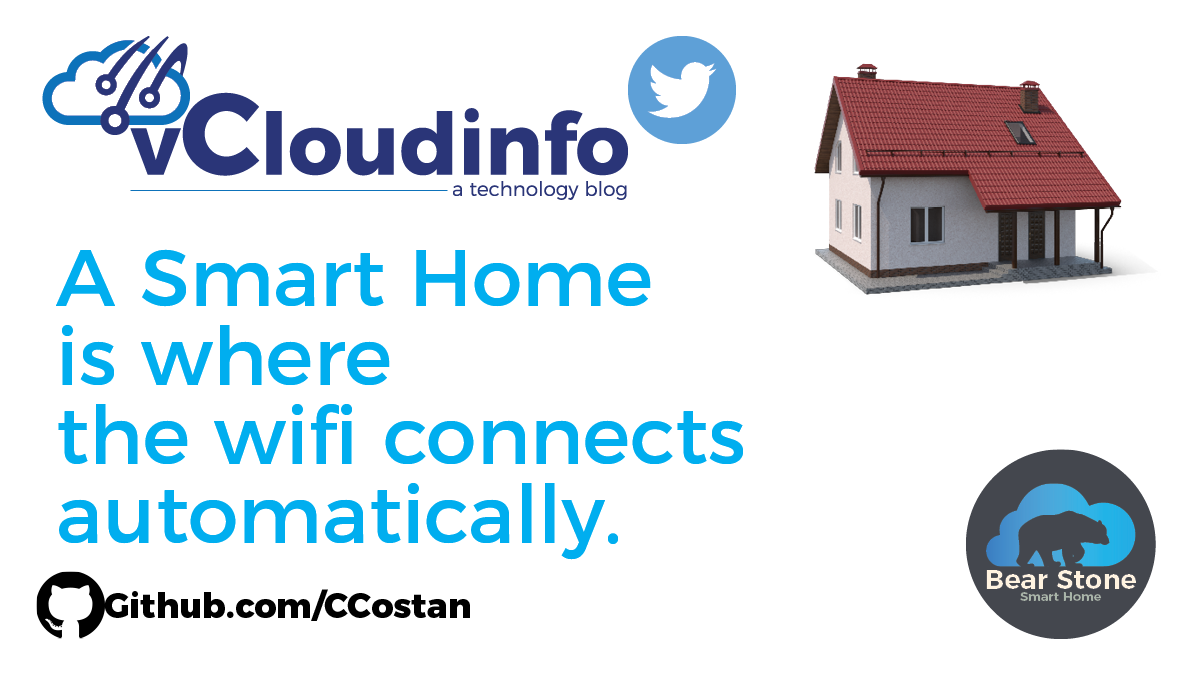 vCloudinfo
a technology blog
A Smart Home
is where
the wifi connects
automatically.
Github.com/CCostan
Bear Stone
Smart Home